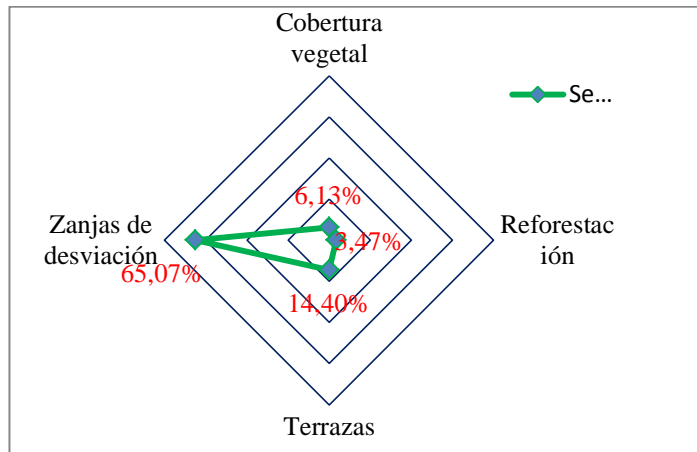 Cobertura
vegetal
Se...
6,13%
Zanjas de
desviación
65,07%
3,47%
Reforestac
ión
14,40%
Terrazas